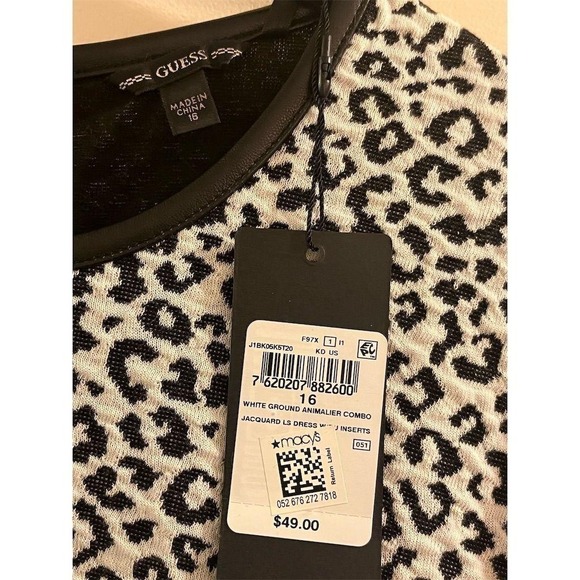 GUESS
MADE IN
CHINA
16
F97X 1 I1
J1BK05K5T20
KD US
7 620207 882600
16
WHITE GROUND ANIMALIER COMBO
JACQUARD LS DRESS INSERTS
051
★macy's
Return Label
052 676 272 7818
$49.00